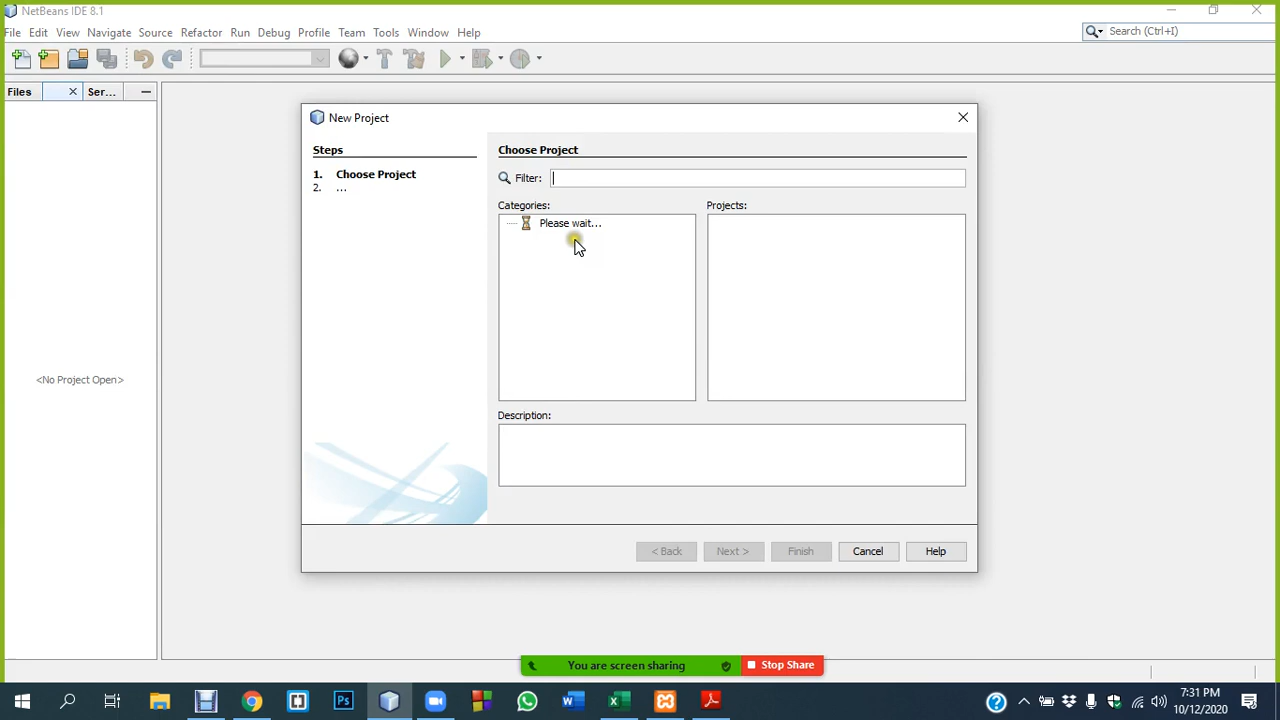 NetBeans IDE 8.1
File Edit View Navigate Source Refactor Run Debug Profile Team Tools Window Help
Search (Ctrl+I)
Files Ser...
New Project
Steps
1. Choose Project
2. ...
Choose Project
Filter:
Categories: Projects:
Please wait...
<No Project Open>
Description:
< Back Next > Finish Cancel Help
You are screen sharing Stop Share
7:31 PM
10/12/2020